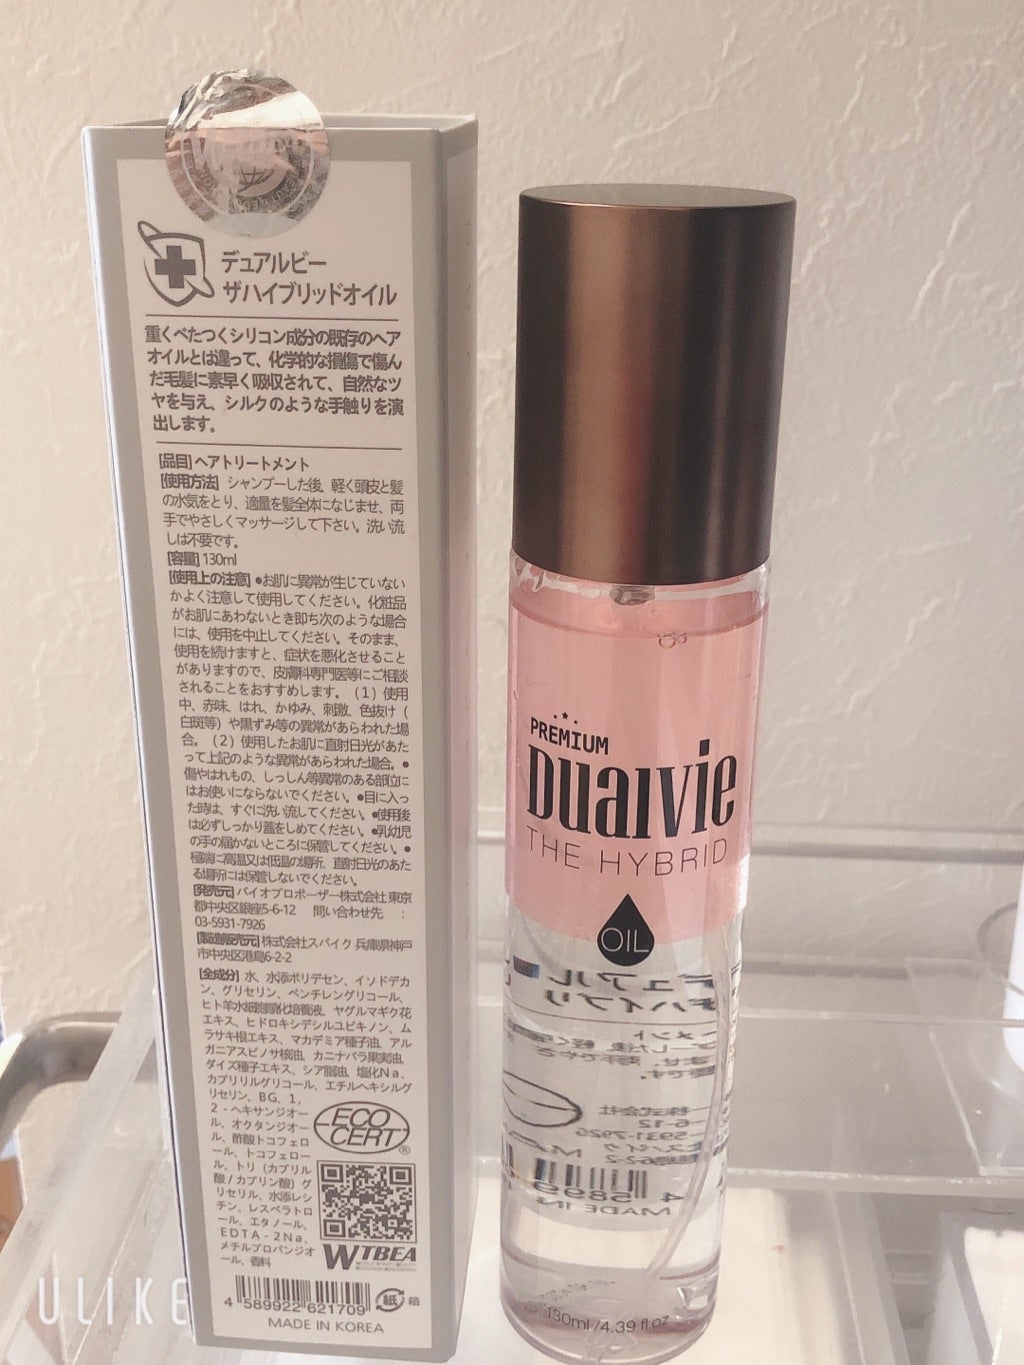 デュアルビー
ザハイブリッドオイル
重くべたつくシリコン成分の既存のヘア
オイルとは違って、化学的な損傷で傷ん
だ毛髪に素早く吸収されて、自然なツ
ヤを与え、シルクのような手触りを演
出します。
[品目] ヘアトリートメント
[使用方法] シャンプーした後、軽く頭皮と髪
の水気をとり、適量を髪全体になじませ、両
手でやさしくマッサージして下さい。洗い流
しは不要です。
[容量] 130ml
[使用上の注意] ●お肌に異常が生じていない
かよく注意して使用してください。化粧品
がお肌にあわないとき即ち次のような場合
には、使用を中止してください。そのまま、
使用を続けますと、症状を悪化させること
がありますので、皮膚科専門医等にご相談
されることをおすすめします。(1) 使用
中、赤味、はれ、かゆみ、刺激、色抜け (
白斑等) や黒ずみ等の異常があらわれた場
合。(2) 使用したお肌に直射日光があた
って上記のような異常があらわれた場合。●
傷やはれもの、しっしん等異常のある部位に
はお使いにならないでください。●目に入っ
た時は、すぐに洗い流してください。●使用後
は必ずしっかり蓋をしめてください。●乳幼児
の手の届かないところに保管してください。●
極端に高温又は低温の場所、直射日光のあた
る場所には保管しないでください。
[発売元] バイオプロポーザー株式会社 東京
都中央区銀座5-6-12 問い合わせ先 :
03-5931-7926
[製造販売元] 株式会社スパイク 兵庫県神戸
市中央区港島6-2-2
[全成分] 水、水添ポリデセン、イソドデカ
ン、グリセリン、ペンチレングリコール、
ヒト羊水細胞順化培養液、ヤグルマギク花
エキス、ヒドロキシデシルユビキノン、ム
ラサキ根エキス、マカデミア種子油、アル
ガニアスピノサ核油、カニナバラ果実油、
ダイズ種子エキス、シア脂油、塩化Na、
カプリリルグリコール、エチルヘキシルグ
リセリン、BG、1,
2-ヘキサンジオー
ル、オクタンジオー
ル、酢酸トコフェロ
ール、トコフェロー
ル、トリ (カプリル
酸/カプリン酸) グ
リセリル、水添レシ
チン、レスベラトロ
ール、エタノール、
EDTA-2Na、
メチルプロパンジオ
ール、香料
ECO
CERT
®
WTBEA
4 589922 621709
紙 箱
MADE IN KOREA
PREMIUM
Dualvie
THE HYBRID
OIL
130ml /4.39 fl.oz
ULIKE